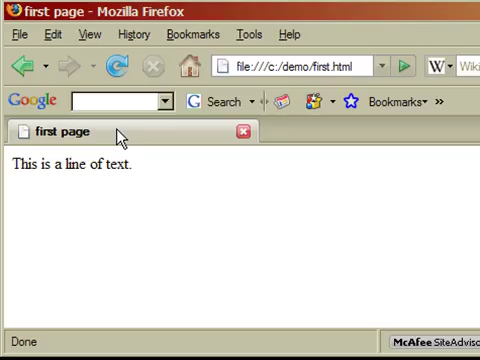 first page - Mozilla Firefox
File Edit View History Bookmarks Tools Help
file:///c:/demo/first.html W Wiki
Google G Search Bookmarks »
first page
This is a line of text.
Done McAfee SiteAdviso